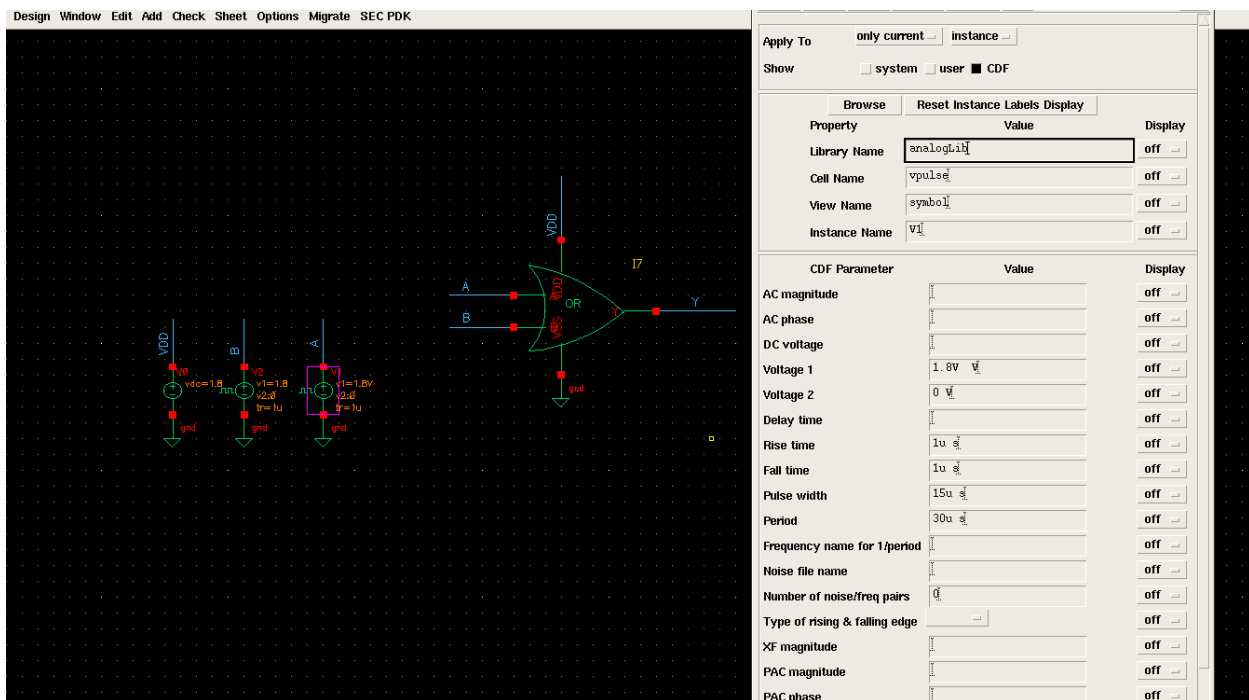 Design Window Edit Add Check Sheet Options Migrate SEC PDK
Apply To only current instance
Show system user CDF
Browse Reset Instance Labels Display
Property Value Display
Library Name analogLib off
Cell Name vpulse off
View Name symbol off
Instance Name V1 off
CDF Parameter Value Display
AC magnitude off
AC phase off
DC voltage off
Voltage 1 1.8V V off
Voltage 2 0 V off
Delay time off
Rise time 1u s off
Fall time 1u s off
Pulse width 15u s off
Period 30u s off
Frequency name for 1/period off
Noise file name off
Number of noise/freq pairs 0 off
Type of rising & falling edge off
XF magnitude off
PAC magnitude off
PAC phase off
VDD
I7
A
OR
Y
Y
B
VSS
gnd
VDD
B
A
V0
V2
vdc=1.8
v1=1.8
v1=1.8V
v2:0
v2:0
tr=1u
tr=1u
gnd
gnd
gnd